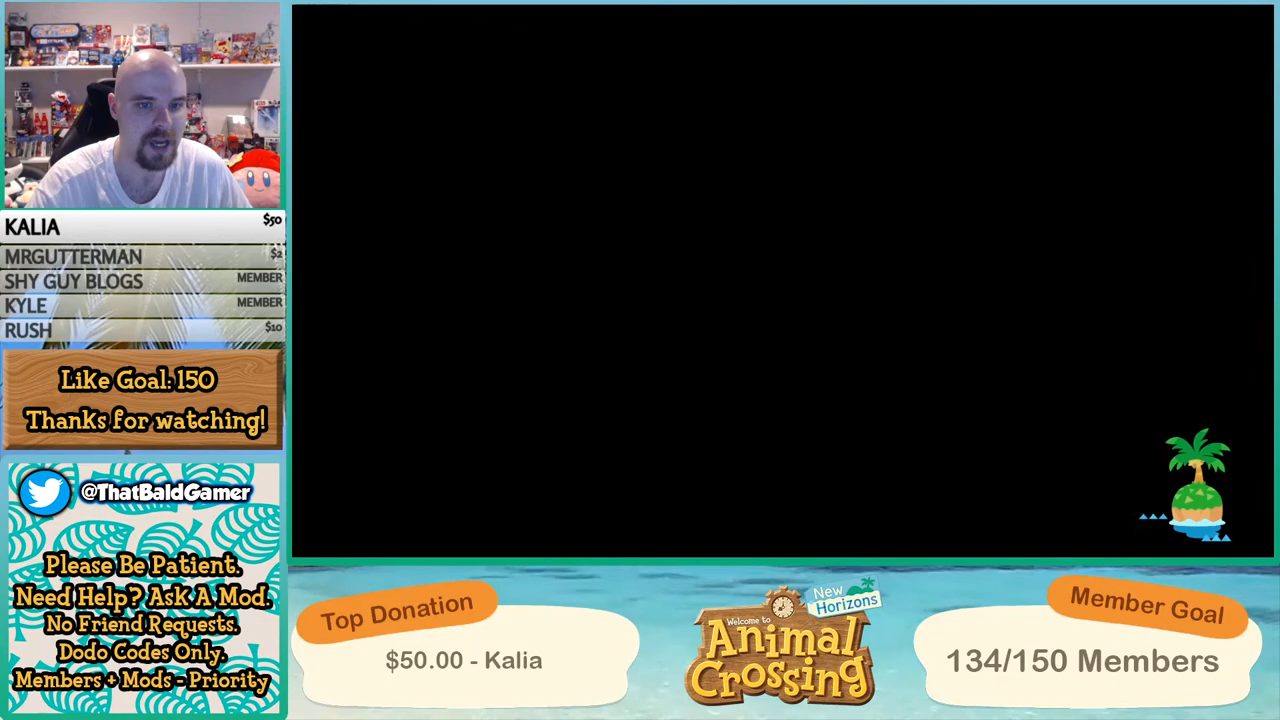 KALIA $50
MRGUTTERMAN $2
SHY GUY BLOGS MEMBER
KYLE MEMBER
RUSH $10
Like Goal: 150
Thanks for watching!
@ThatBaldGamer
Please Be Patient.
Need Help? Ask A Mod.
No Friend Requests.
Dodo Codes Only.
Members + Mods - Priority
Top Donation
$50.00 - Kalia
Welcome to
Animal
Crossing
New
Horizons
Member Goal
134/150 Members